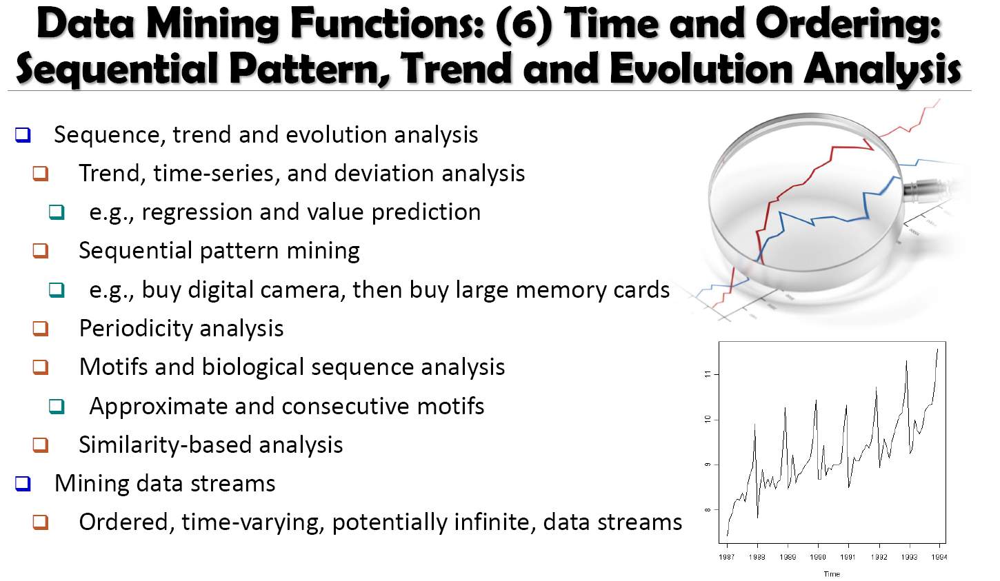 Data Mining Functions: (6) Time and Ordering:
Sequential Pattern, Trend and Evolution Analysis
Sequence, trend and evolution analysis
Trend, time-series, and deviation analysis
e.g., regression and value prediction
Sequential pattern mining
e.g., buy digital camera, then buy large memory cards
Periodicity analysis
Motifs and biological sequence analysis
Approximate and consecutive motifs
Similarity-based analysis
Mining data streams
Ordered, time-varying, potentially infinite, data streams
11
10
9
8
1987 1988 1989 1990 1991 1992 1993 1994
Time